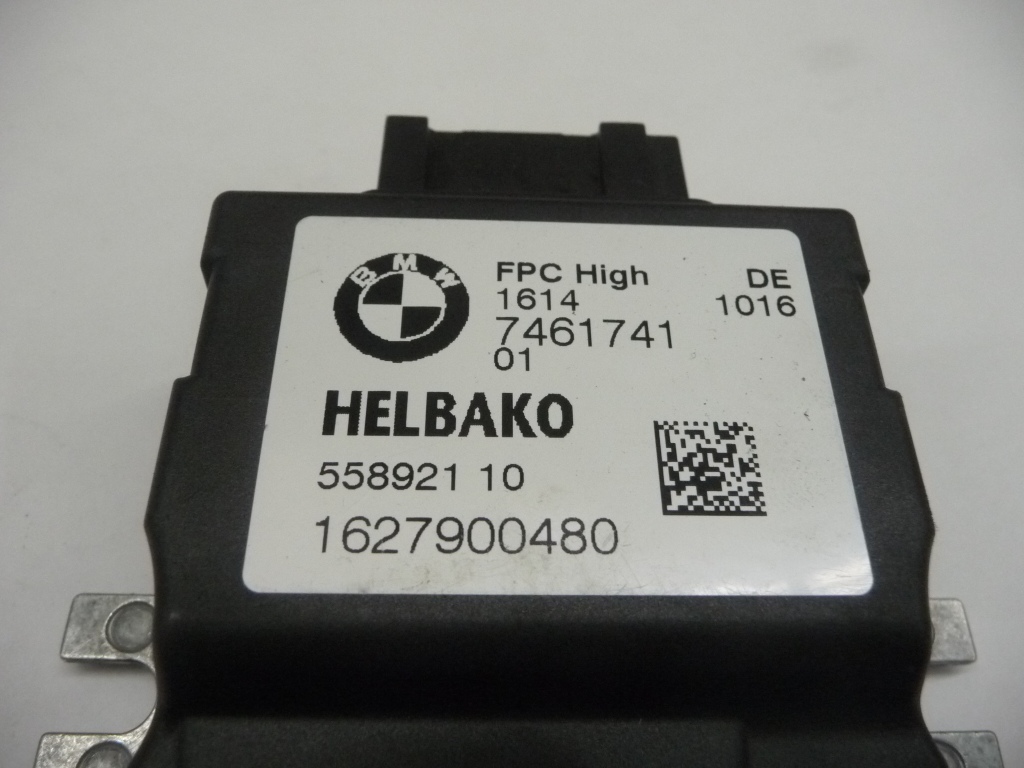 BMW
FPC High DE
1614 1016
7461741
01
HELBAKO
558921 10
1627900480